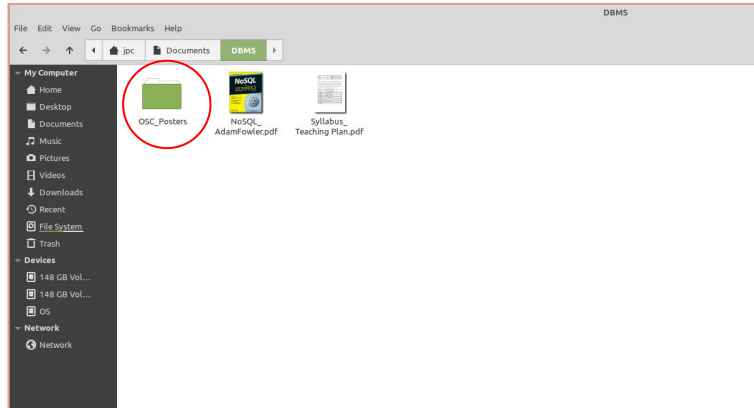 DBMS
File Edit View Go Bookmarks Help
jpc Documents DBMS
My Computer
Home
Desktop
Documents
Music
Pictures
Videos
Downloads
Recent
File System
Trash
Devices
148 GB Vol...
148 GB Vol...
OS
Network
Network
OSC_Posters
NoSQL
NoSQL_
AdamFowler.pdf
Syllabus_
Teaching Plan.pdf